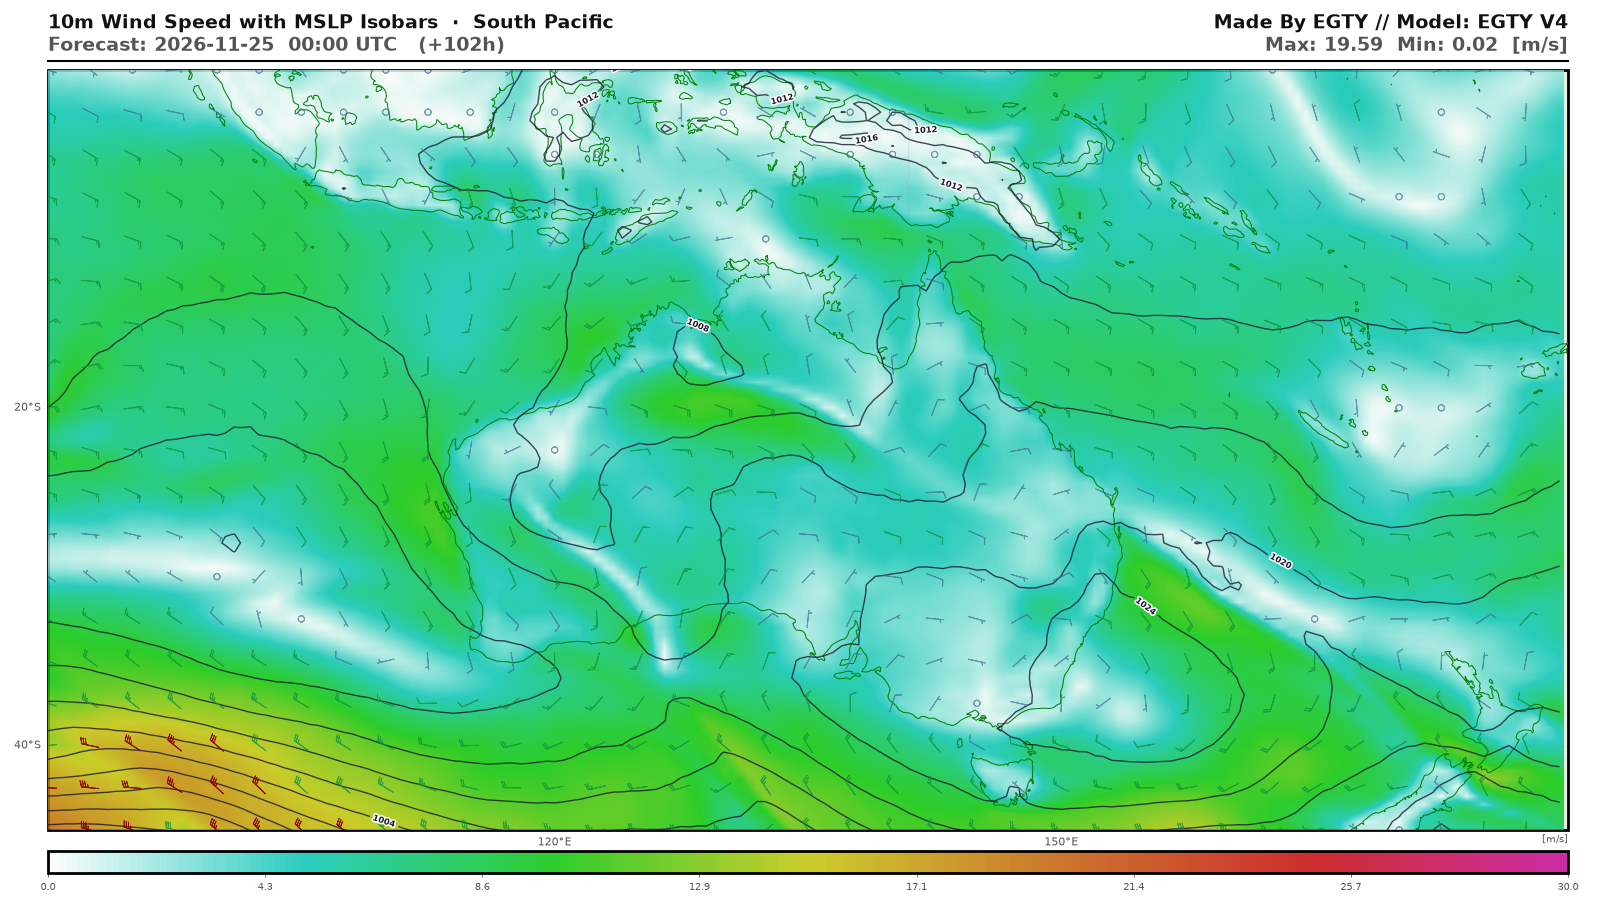 10m Wind Speed with MSLP Isobars · South Pacific
Made By EGTY // Model: EGTY V4
Forecast: 2026-11-25 00:00 UTC (+102h)
Max: 19.59 Min: 0.02 [m/s]
1012
1012
1012
1016
1012
1008
20°S
1020
1024
40°S
1004
120°E
150°E
[m/s]
0.0
4.3
8.6
12.9
17.1
21.4
25.7
30.0